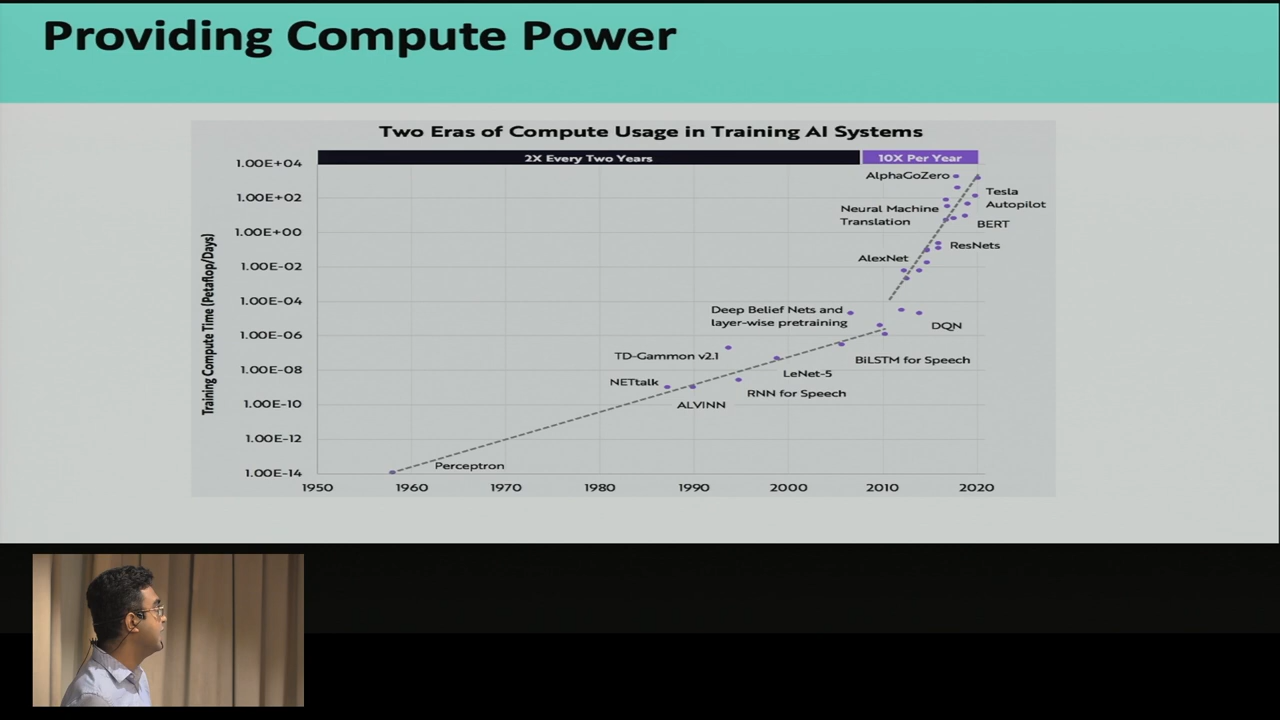 Providing Compute Power
Two Eras of Compute Usage in Training AI Systems
2X Every Two Years
10X Per Year
Training Compute Time (Petaflop/Days)
1.00E+04
1.00E+02
1.00E+00
1.00E-02
1.00E-04
1.00E-06
1.00E-08
1.00E-10
1.00E-12
1.00E-14
AlphaGoZero
Tesla
Autopilot
Neural Machine
Translation
BERT
ResNets
AlexNet
Deep Belief Nets and
layer-wise pretraining
DQN
TD-Gammon v2.1
BiLSTM for Speech
LeNet-5
NETtalk
RNN for Speech
ALVINN
Perceptron
1950 1960 1970 1980 1990 2000 2010 2020